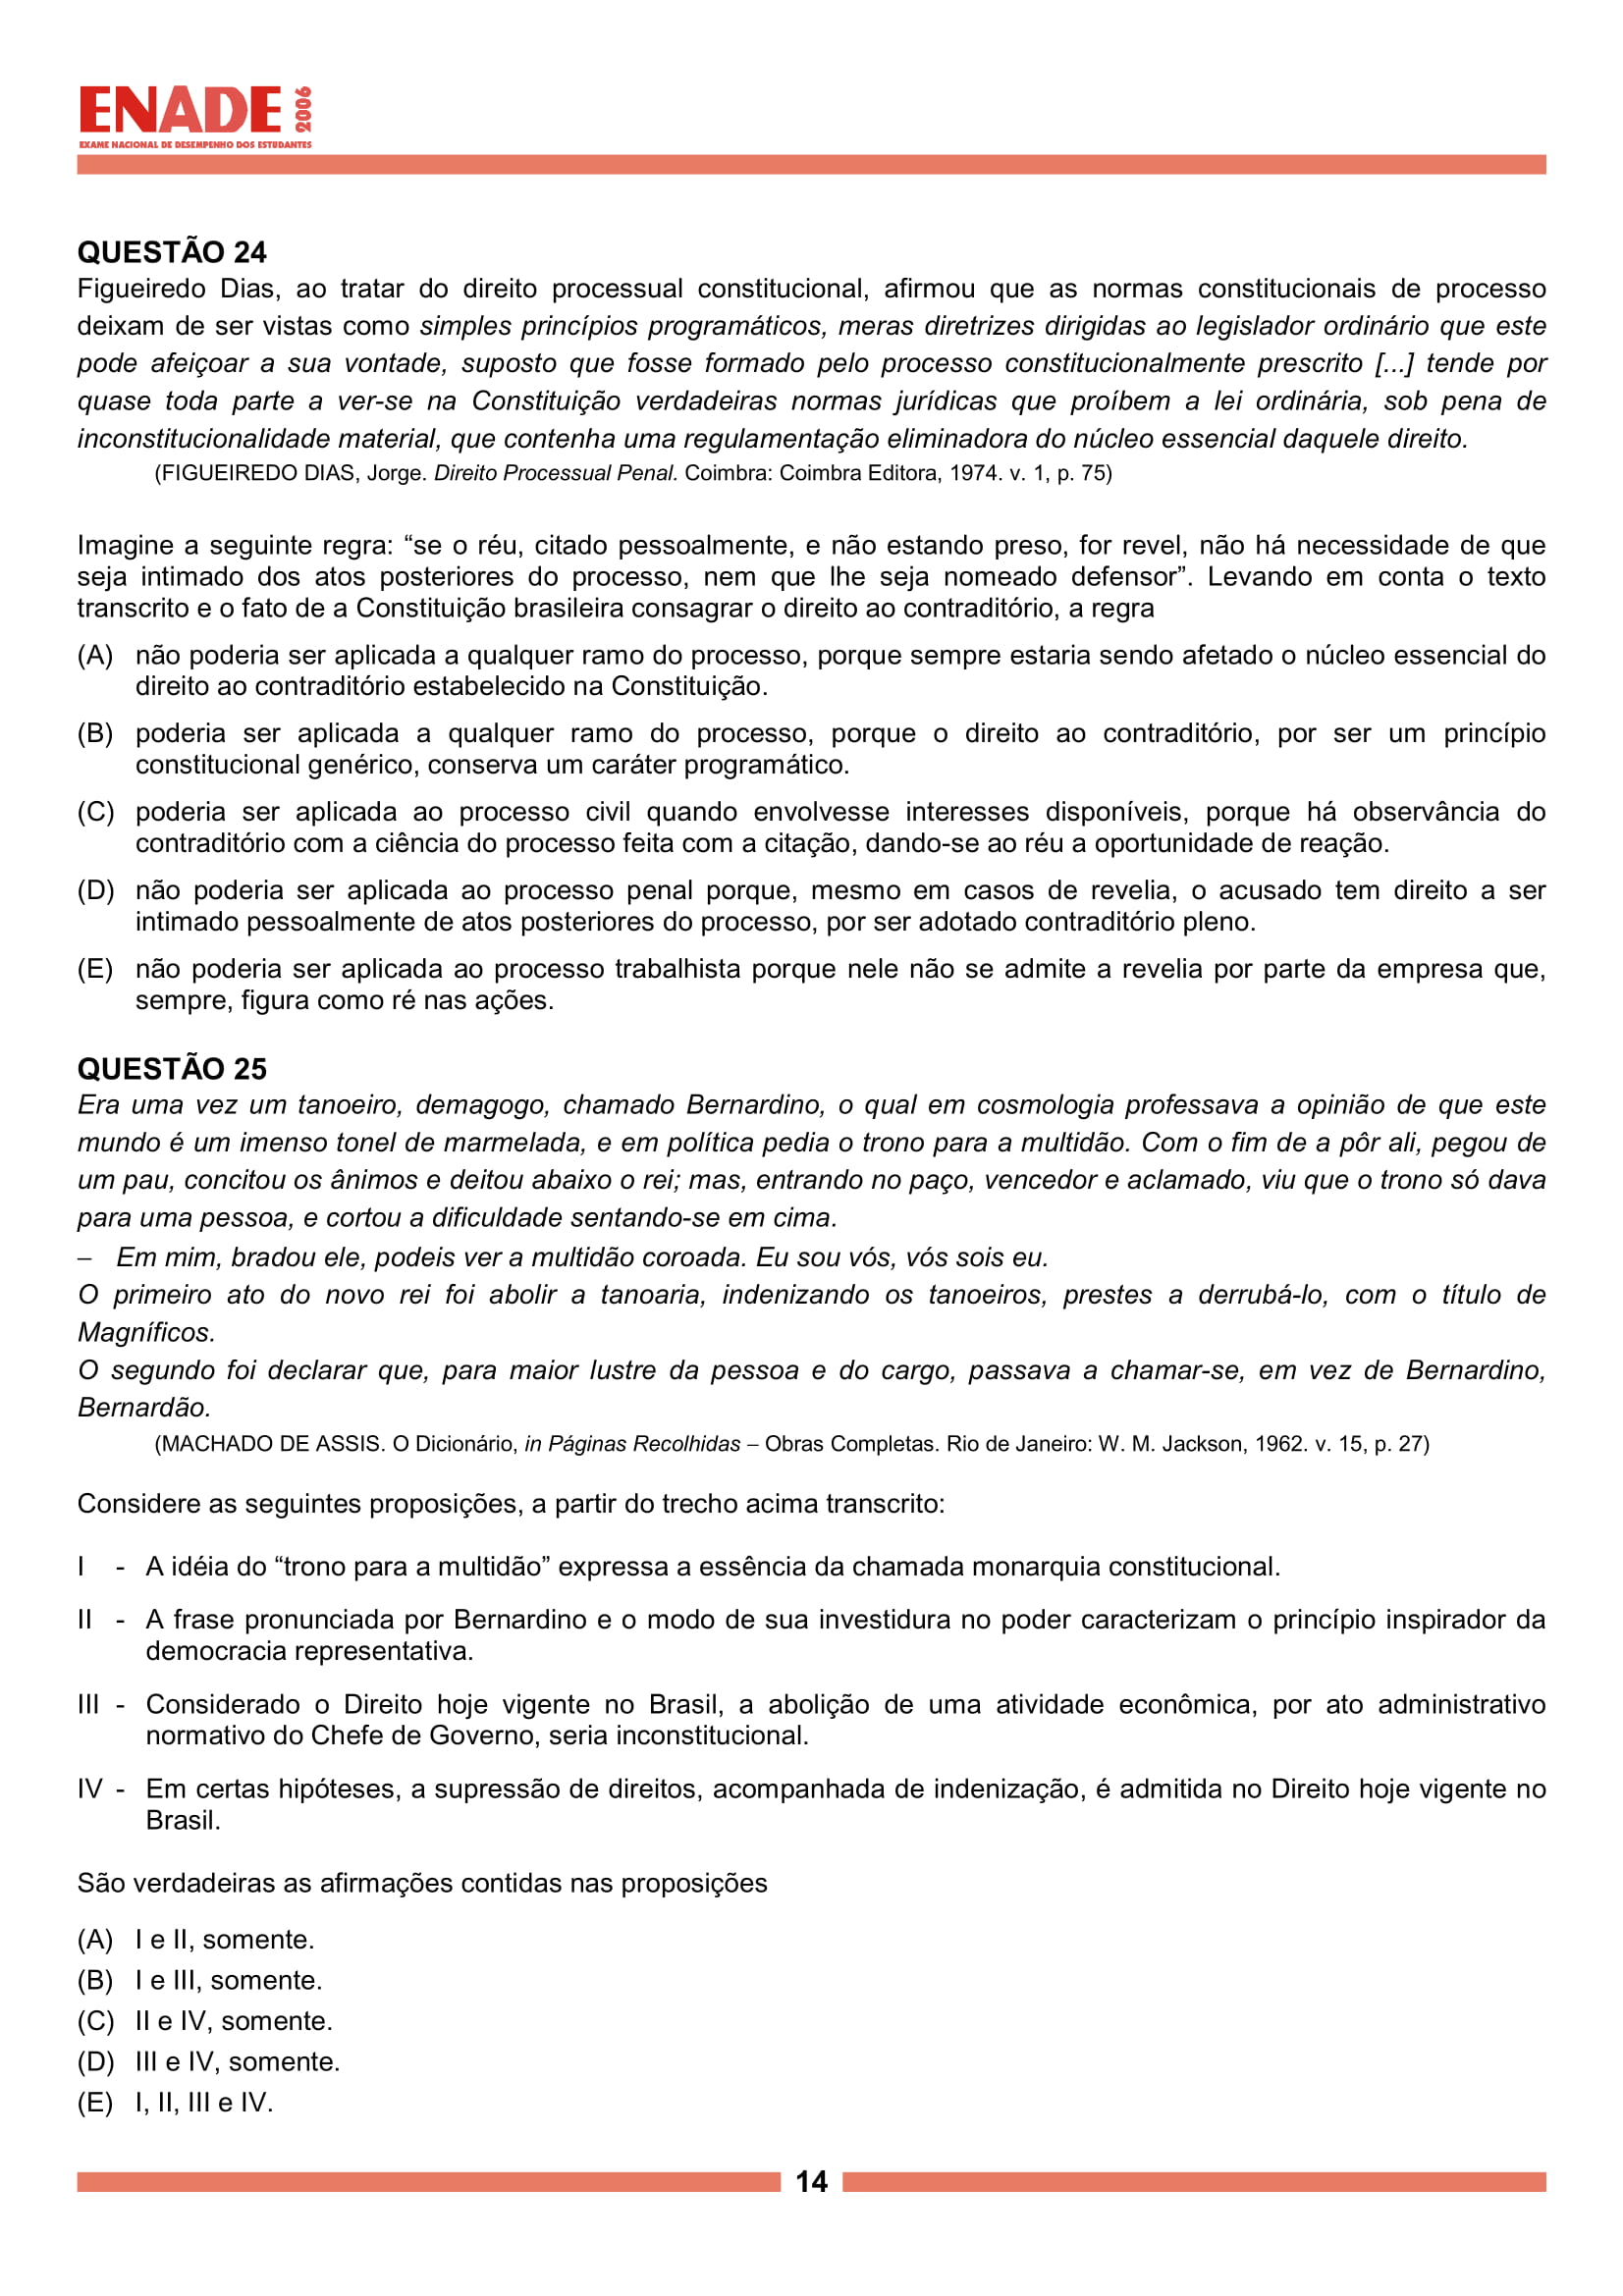 ENADE 2006
EXAME NACIONAL DE DESEMPENHO DOS ESTUDANTES
QUESTÃO 24
Figueiredo Dias, ao tratar do direito processual constitucional, afirmou que as normas constitucionais de processo
deixam de ser vistas como simples princípios programáticos, meras diretrizes dirigidas ao legislador ordinário que este
pode afeiçoar a sua vontade, suposto que fosse formado pelo processo constitucionalmente prescrito [...] tende por
quase toda parte a ver-se na Constituição verdadeiras normas jurídicas que proíbem a lei ordinária, sob pena de
inconstitucionalidade material, que contenha uma regulamentação eliminadora do núcleo essencial daquele direito.
(FIGUEIREDO DIAS, Jorge. Direito Processual Penal. Coimbra: Coimbra Editora, 1974. v. 1, p. 75)
Imagine a seguinte regra: “se o réu, citado pessoalmente, e não estando preso, for revel, não há necessidade de que
seja intimado dos atos posteriores do processo, nem que lhe seja nomeado defensor”. Levando em conta o texto
transcrito e o fato de a Constituição brasileira consagrar o direito ao contraditório, a regra
(A) não poderia ser aplicada a qualquer ramo do processo, porque sempre estaria sendo afetado o núcleo essencial do
direito ao contraditório estabelecido na Constituição.
(B) poderia ser aplicada a qualquer ramo do processo, porque o direito ao contraditório, por ser um princípio
constitucional genérico, conserva um caráter programático.
(C) poderia ser aplicada ao processo civil quando envolvesse interesses disponíveis, porque há observância do
contraditório com a ciência do processo feita com a citação, dando-se ao réu a oportunidade de reação.
(D) não poderia ser aplicada ao processo penal porque, mesmo em casos de revelia, o acusado tem direito a ser
intimado pessoalmente de atos posteriores do processo, por ser adotado contraditório pleno.
(E) não poderia ser aplicada ao processo trabalhista porque nele não se admite a revelia por parte da empresa que,
sempre, figura como ré nas ações.
QUESTÃO 25
Era uma vez um tanoeiro, demagogo, chamado Bernardino, o qual em cosmologia professava a opinião de que este
mundo é um imenso tonel de marmelada, e em política pedia o trono para a multidão. Com o fim de a pôr ali, pegou de
um pau, concitou os ânimos e deitou abaixo o rei; mas, entrando no paço, vencedor e aclamado, viu que o trono só dava
para uma pessoa, e cortou a dificuldade sentando-se em cima.
– Em mim, bradou ele, podeis ver a multidão coroada. Eu sou vós, vós sois eu.
O primeiro ato do novo rei foi abolir a tanoaria, indenizando os tanoeiros, prestes a derrubá-lo, com o título de
Magníficos.
O segundo foi declarar que, para maior lustre da pessoa e do cargo, passava a chamar-se, em vez de Bernardino,
Bernardão.
(MACHADO DE ASSIS. O Dicionário, in Páginas Recolhidas – Obras Completas. Rio de Janeiro: W. M. Jackson, 1962. v. 15, p. 27)
Considere as seguintes proposições, a partir do trecho acima transcrito:
I - A idéia do “trono para a multidão” expressa a essência da chamada monarquia constitucional.
II - A frase pronunciada por Bernardino e o modo de sua investidura no poder caracterizam o princípio inspirador da
democracia representativa.
III - Considerado o Direito hoje vigente no Brasil, a abolição de uma atividade econômica, por ato administrativo
normativo do Chefe de Governo, seria inconstitucional.
IV - Em certas hipóteses, a supressão de direitos, acompanhada de indenização, é admitida no Direito hoje vigente no
Brasil.
São verdadeiras as afirmações contidas nas proposições
(A) I e II, somente.
(B) I e III, somente.
(C) II e IV, somente.
(D) III e IV, somente.
(E) I, II, III e IV.
14